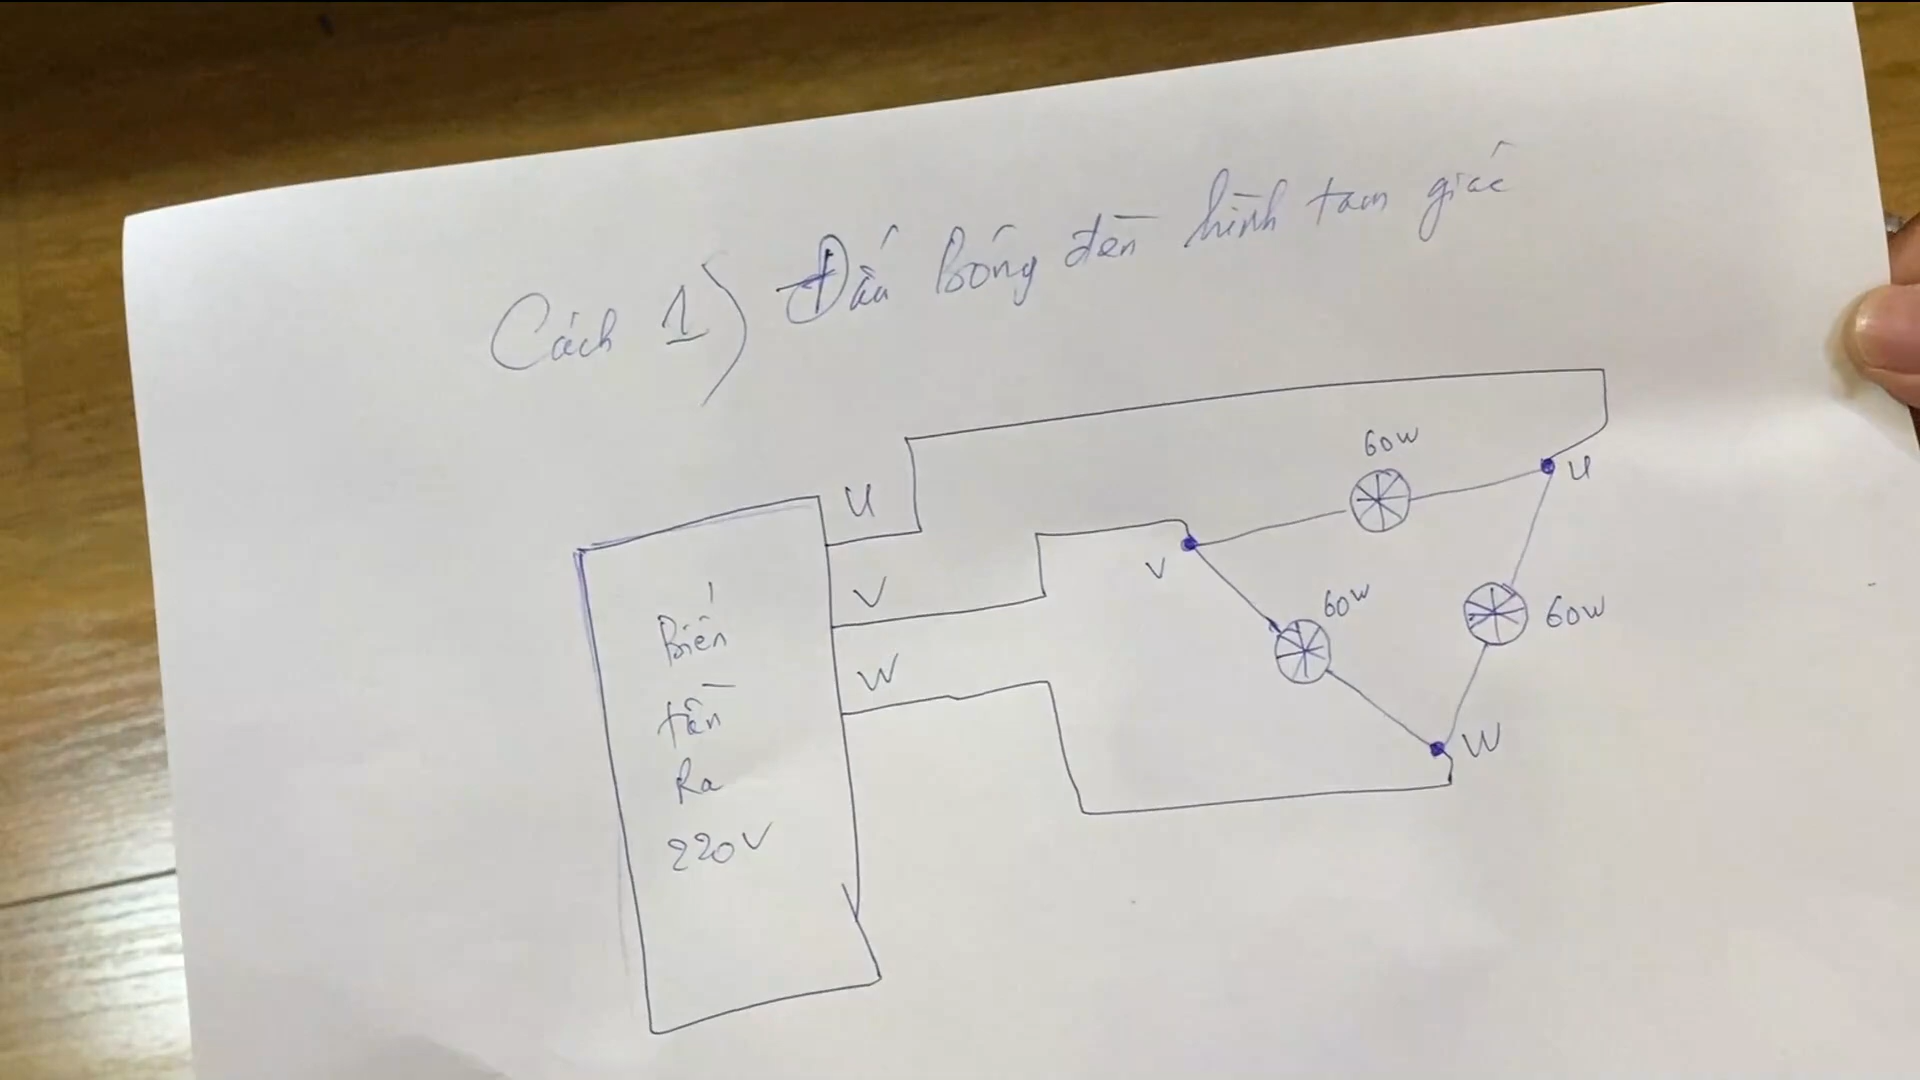 Cách 1) Đấu bóng đèn hình tam giác
60W
U
U
V
V
60W
60W
W
W
Biến
tần
Ra
220V